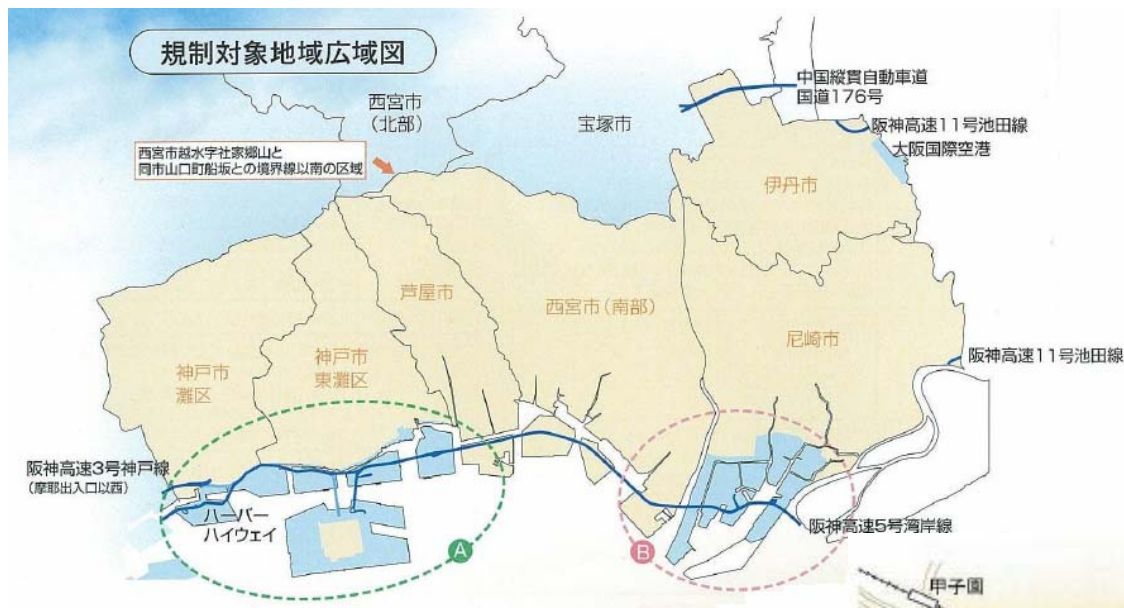 規制対象地域広域図
西宮市
(北部)
宝塚市
中国縦貫自動車道
国道176号
阪神高速11号池田線
大阪国際空港
西宮市越水字社家郷山と
同市山口町船坂との境界線以南の区域
伊丹市
芦屋市
西宮市(南部)
尼崎市
神戸市
灘区
神戸市
東灘区
阪神高速11号池田線
阪神高速3号神戸線
(摩耶出入口以西)
ハーバー
ハイウェイ
A
B
阪神高速5号湾岸線
甲子園